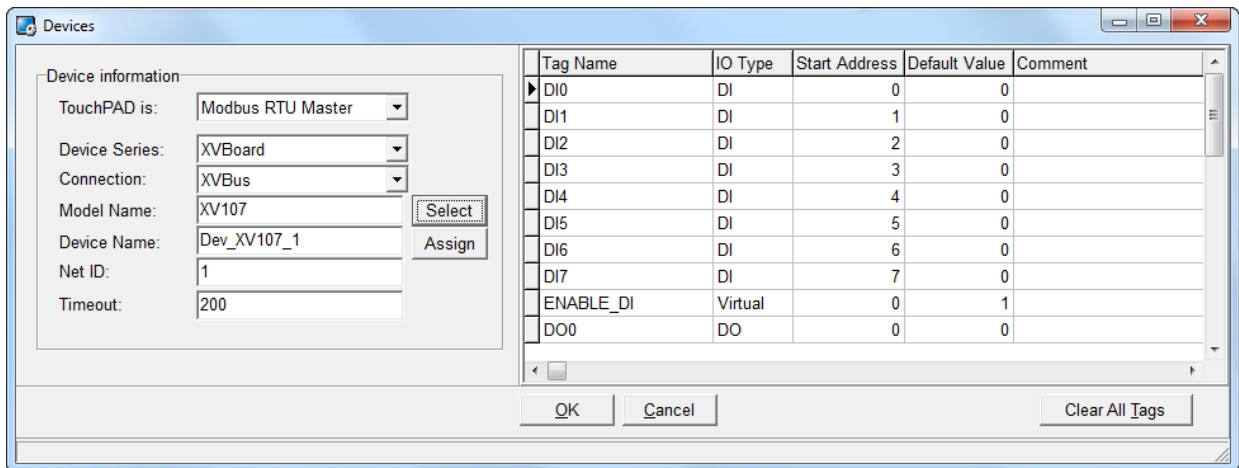 Devices
Device information
TouchPAD is: Modbus RTU Master
Device Series: XVBoard
Connection: XVBus
Model Name: XV107 Select
Device Name: Dev_XV107_1 Assign
Net ID: 1
Timeout: 200
Tag Name IO Type Start Address Default Value Comment
DI0 DI 0 0
DI1 DI 1 0
DI2 DI 2 0
DI3 DI 3 0
DI4 DI 4 0
DI5 DI 5 0
DI6 DI 6 0
DI7 DI 7 0
ENABLE_DI Virtual 0 1
DO0 DO 0 0
OK Cancel Clear All Tags